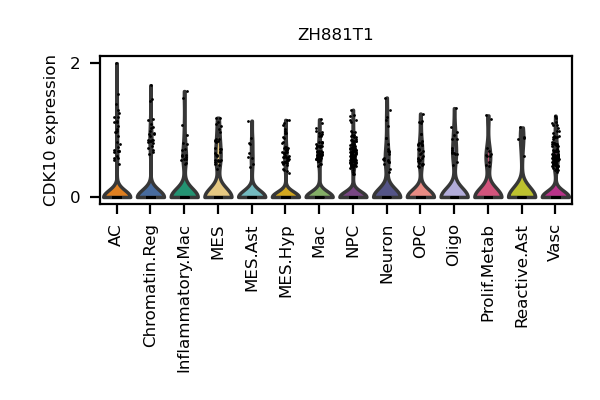 ZH881T1
CDK10 expression
2
0
AC
Chromatin.Reg
Inflammatory.Mac
MES
MES.Ast
MES.Hyp
Mac
NPC
Neuron
OPC
Oligo
Prolif.Metab
Reactive.Ast
Vasc